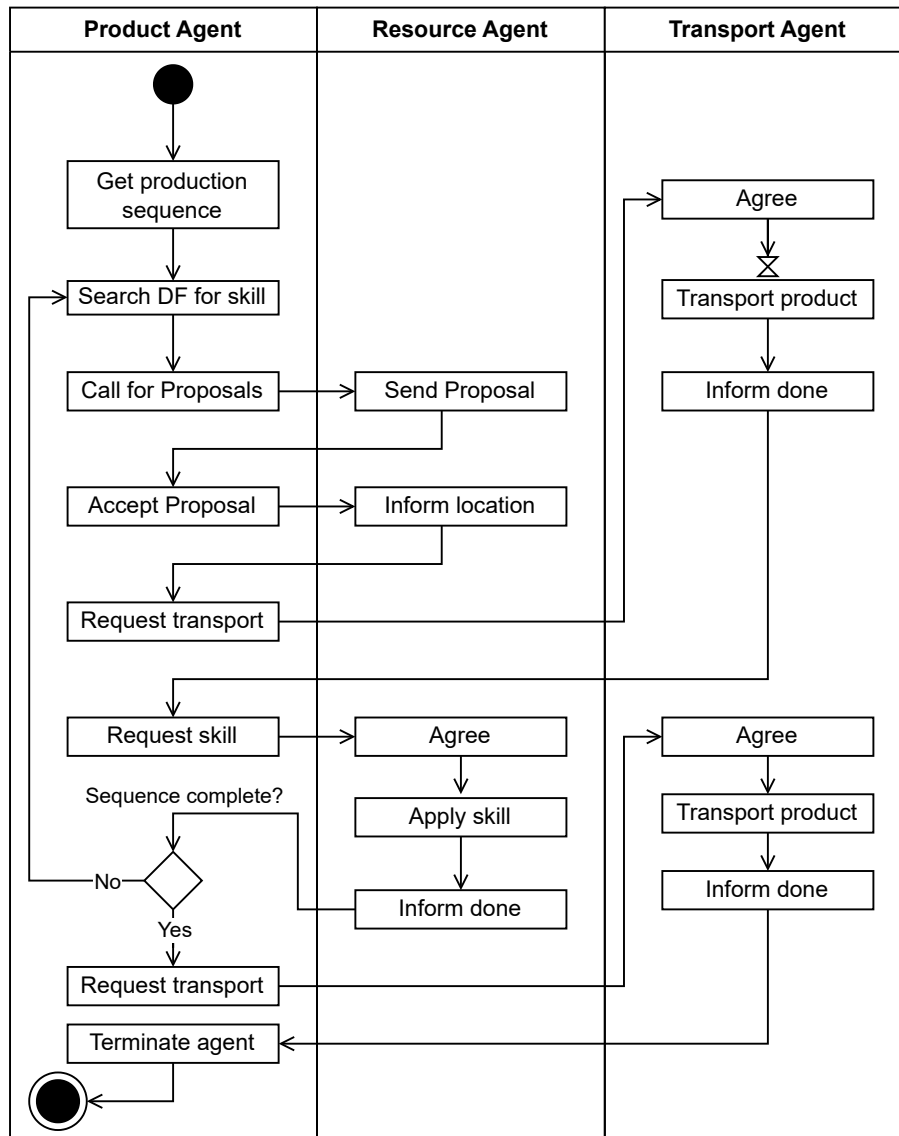 Product Agent
Resource Agent
Transport Agent
Get production
sequence
Agree
Search DF for skill
Transport product
Call for Proposals
Send Proposal
Inform done
Accept Proposal
Inform location
Request transport
Request skill
Agree
Agree
Sequence complete?
Apply skill
Transport product
No
Inform done
Inform done
Yes
Request transport
Terminate agent